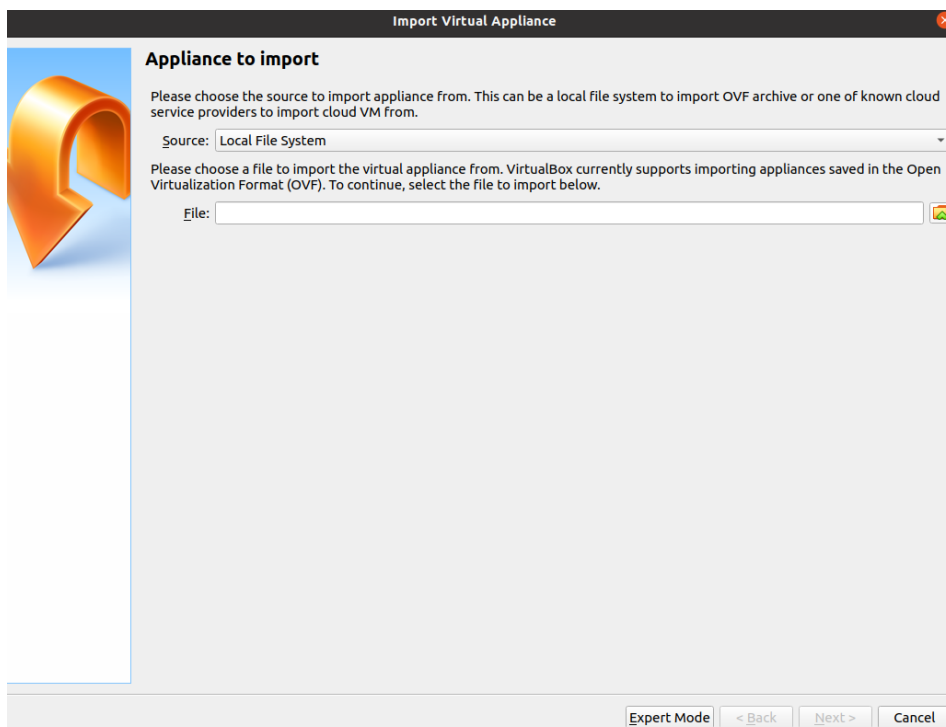 Import Virtual Appliance
Appliance to import
Please choose the source to import appliance from. This can be a local file system to import OVF archive or one of known cloud
service providers to import cloud VM from.
Source: Local File System
Please choose a file to import the virtual appliance from. VirtualBox currently supports importing appliances saved in the Open
Virtualization Format (OVF). To continue, select the file to import below.
File:
Expert Mode < Back Next > Cancel